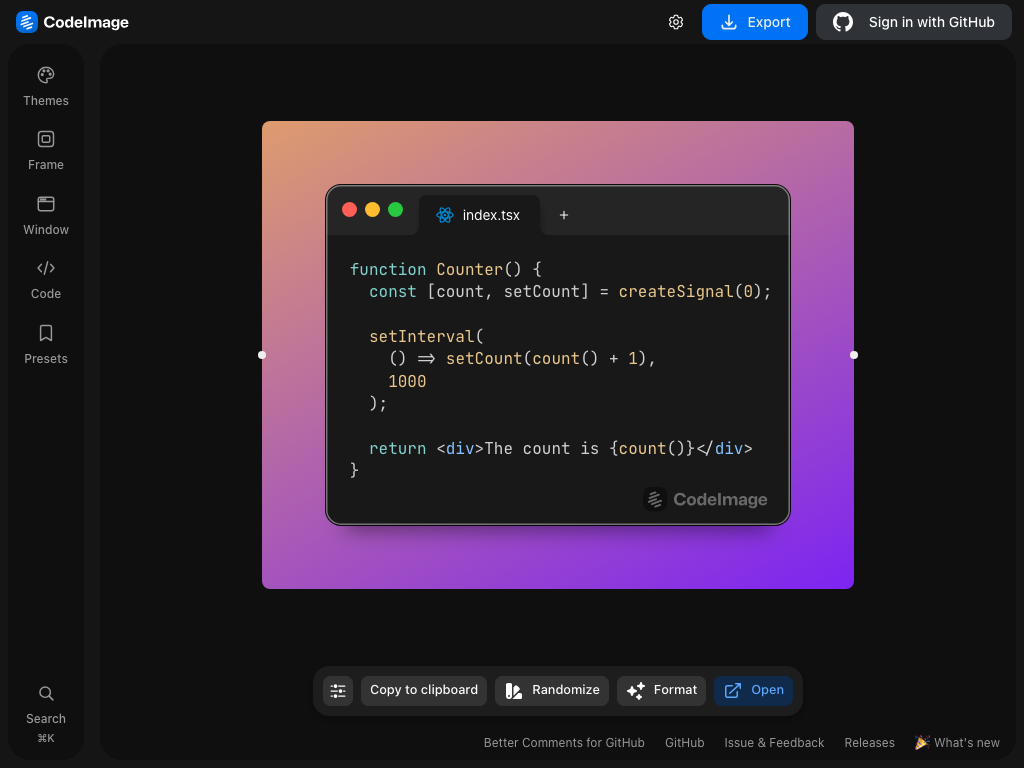 CodeImage
Export
Sign in with GitHub
Themes
Frame
Window
Code
Presets
Search
⌘K
index.tsx
+
function Counter() {
  const [count, setCount] = createSignal(0);

  setInterval(
    () => setCount(count() + 1),
    1000
  );

  return <div>The count is {count()}</div>
}
CodeImage
Copy to clipboard
Randomize
Format
Open
Better Comments for GitHub
GitHub
Issue & Feedback
Releases
🎉 What's new